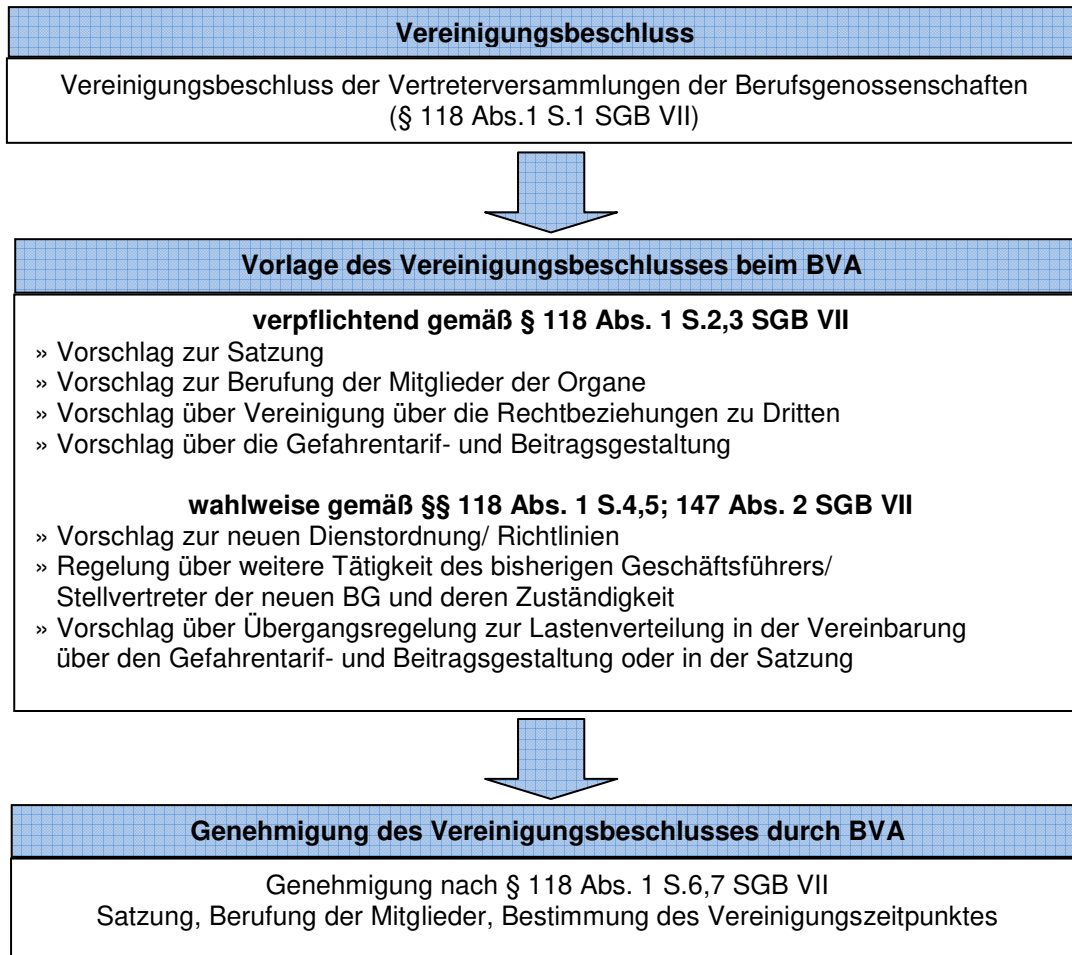 Vereinigungsbeschluss
Vereinigungsbeschluss der Vertreterversammlungen der Berufsgenossenschaften
(§ 118 Abs.1 S.1 SGB VII)
Vorlage des Vereinigungsbeschlusses beim BVA
verpflichtend gemäß § 118 Abs. 1 S.2,3 SGB VII
» Vorschlag zur Satzung
» Vorschlag zur Berufung der Mitglieder der Organe
» Vorschlag über Vereinigung über die Rechtbeziehungen zu Dritten
» Vorschlag über die Gefahrentarif- und Beitragsgestaltung
wahlweise gemäß §§ 118 Abs. 1 S.4,5; 147 Abs. 2 SGB VII
» Vorschlag zur neuen Dienstordnung/ Richtlinien
» Regelung über weitere Tätigkeit des bisherigen Geschäftsführers/
Stellvertreter der neuen BG und deren Zuständigkeit
» Vorschlag über Übergangsregelung zur Lastenverteilung in der Vereinbarung
über den Gefahrentarif- und Beitragsgestaltung oder in der Satzung
Genehmigung des Vereinigungsbeschlusses durch BVA
Genehmigung nach § 118 Abs. 1 S.6,7 SGB VII
Satzung, Berufung der Mitglieder, Bestimmung des Vereinigungszeitpunktes